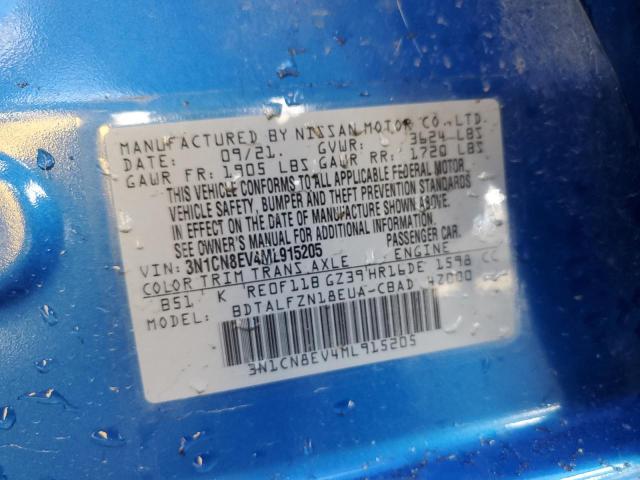 MANUFACTURED BY NISSAN MOTOR CO., LTD.
DATE: 09/21. GVWR: 3624 LBS
GAWR FR: 1905 LBS GAWR RR: 1720 LBS
THIS VEHICLE CONFORMS TO ALL APPLICABLE FEDERAL MOTOR
VEHICLE SAFETY, BUMPER AND THEFT PREVENTION STANDARDS
IN EFFECT ON THE DATE OF MANUFACTURE SHOWN ABOVE.
SEE OWNER'S MANUAL FOR ADDITIONAL INFORMATION.
VIN: 3N1CN8EV4ML915205 PASSENGER CAR.
COLOR TRIM TRANS AXLE ENGINE
B51 K RE0F11B GZ39 HR16DE 1598 CC
MODEL: BDTALFZN18EUA-CBAD 42000
3N1CN8EV4ML915205